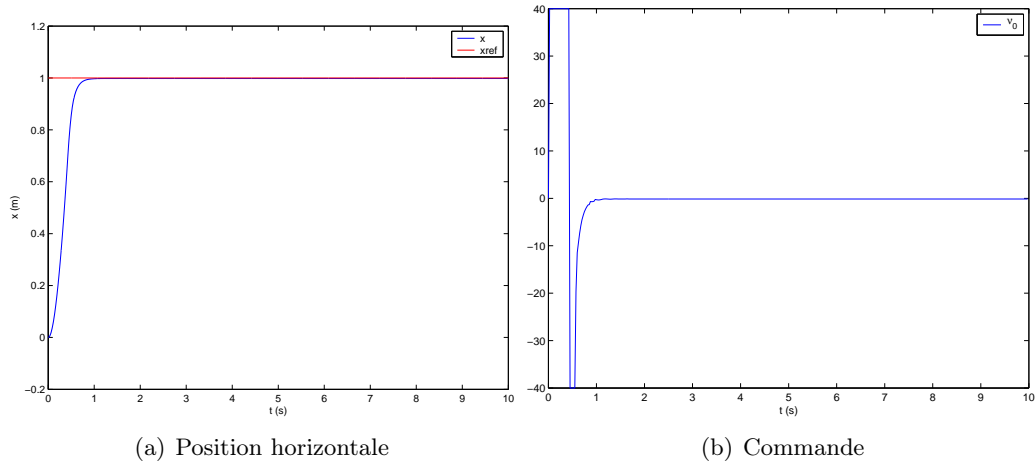 1.2
1
0.8
0.6
0.4
0.2
0
−0.2
x (m)
0 1 2 3 4 5 6 7 8 9 10
t (s)
x
xref
(a) Position horizontale
40
30
20
10
0
−10
−20
−30
−40
0 1 2 3 4 5 6 7 8 9 10
t (s)
ν₀
(b) Commande